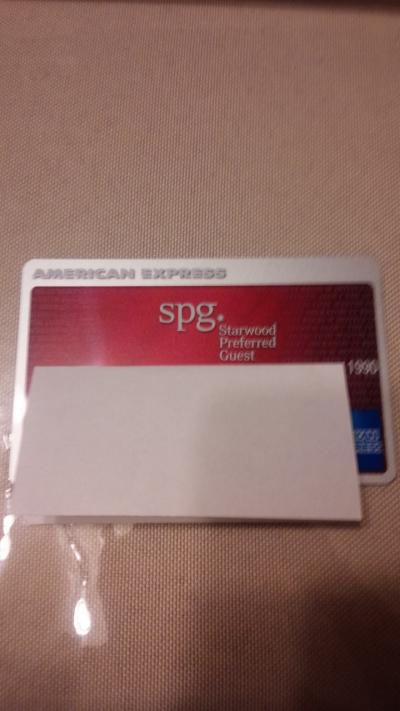 AMERICAN EXPRESS
spg.
Starwood
Preferred
Guest
1990